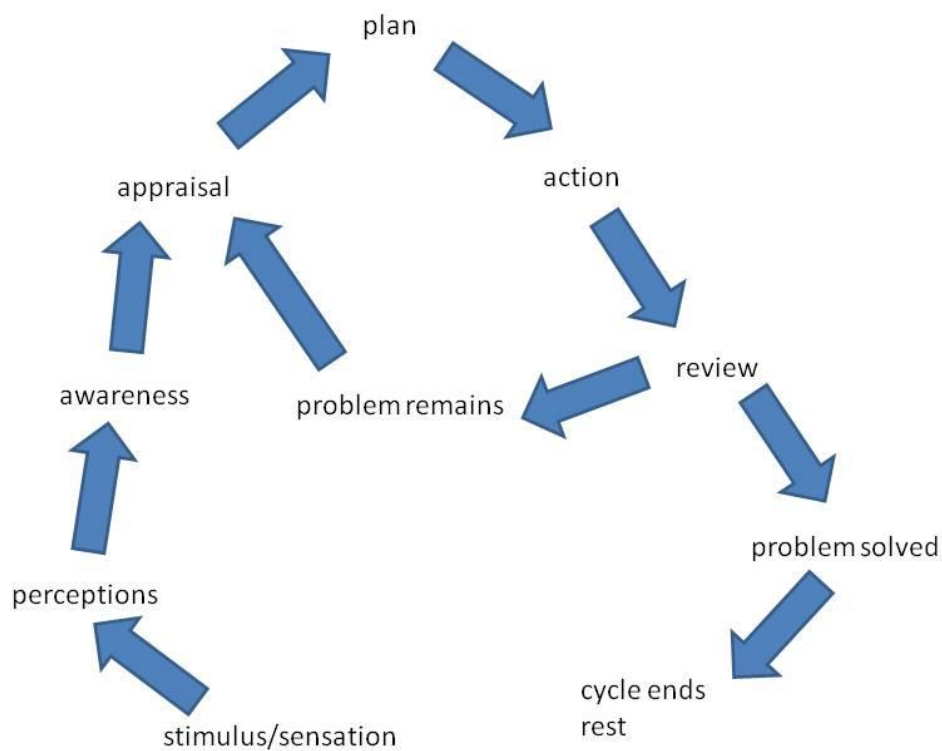 plan
action
appraisal
review
awareness
problem remains
problem solved
perceptions
cycle ends
rest
stimulus/sensation